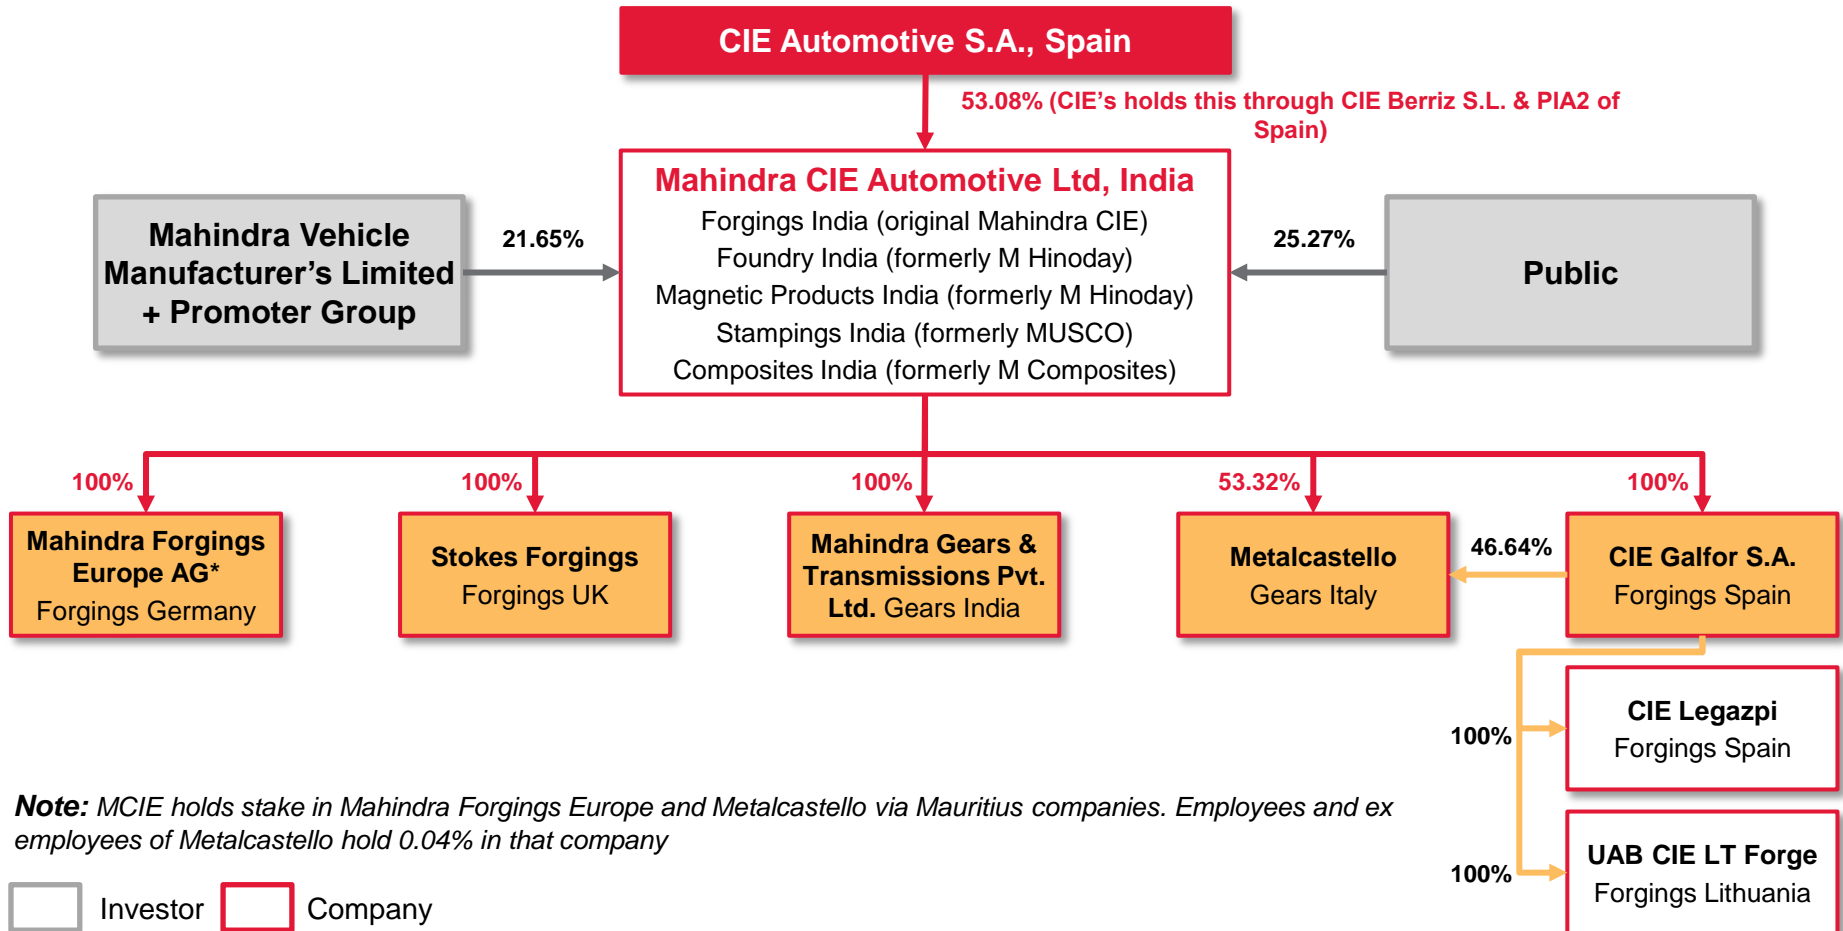 CIE Automotive S.A., Spain
53.08% (CIE's holds this through CIE Berriz S.L. & PIA2 of
Spain)
Mahindra CIE Automotive Ltd, India
Forgings India (original Mahindra CIE)
Foundry India (formerly M Hinoday)
Magnetic Products India (formerly M Hinoday)
Stampings India (formerly MUSCO)
Composites India (formerly M Composites)
Mahindra Vehicle
Manufacturer's Limited
+ Promoter Group
21.65%
25.27%
Public
100%
100%
100%
53.32%
100%
Mahindra Forgings
Europe AG*
Forgings Germany
Stokes Forgings
Forgings UK
Mahindra Gears &
Transmissions Pvt.
Ltd. Gears India
Metalcastello
Gears Italy
46.64%
CIE Galfor S.A.
Forgings Spain
100%
CIE Legazpi
Forgings Spain
100%
UAB CIE LT Forge
Forgings Lithuania
Note: MCIE holds stake in Mahindra Forgings Europe and Metalcastello via Mauritius companies. Employees and ex
employees of Metalcastello hold 0.04% in that company
Investor
Company